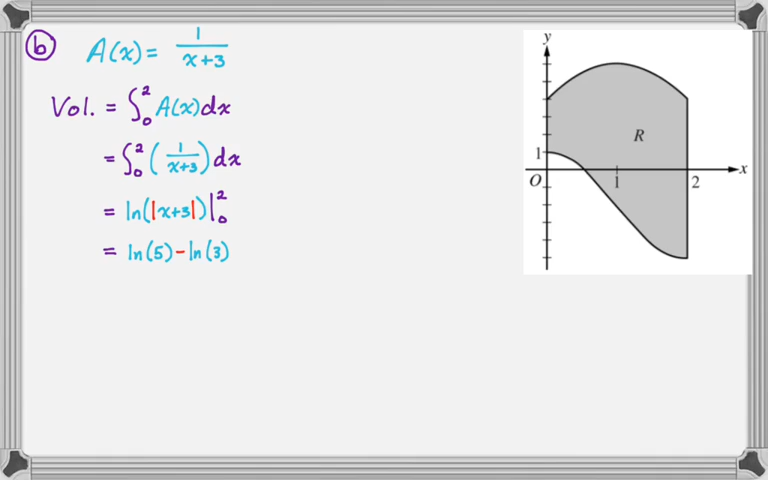 b A(x) = 1/(x+3)
Vol. = ∫₀² A(x)dx
= ∫₀² (1/(x+3)) dx
= ln(|x+3|)|₀²
= ln(5) - ln(3)
y
R
1
O
1
2
x